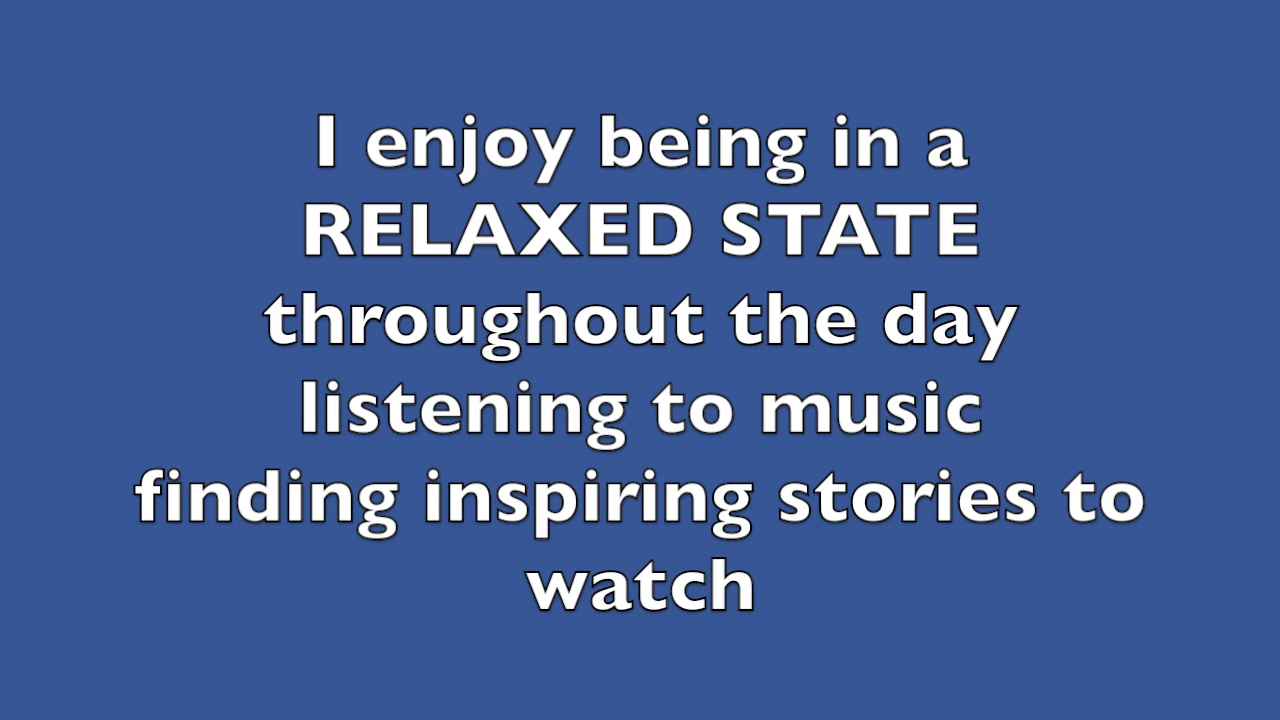 I enjoy being in a
RELAXED STATE
throughout the day
listening to music
finding inspiring stories to
watch